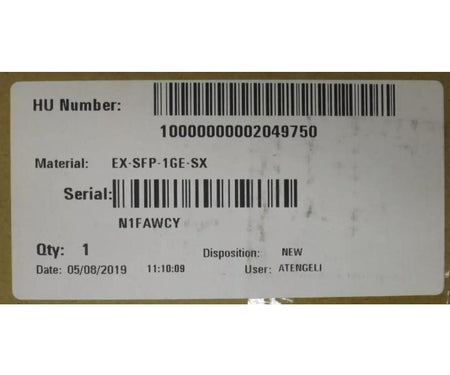 HU Number:
10000000002049750
Material: EX-SFP-1GE-SX
Serial:
N1FAWCY
Qty: 1 Disposition: NEW
Date: 05/08/2019 11:10:09 User: ATENGELI